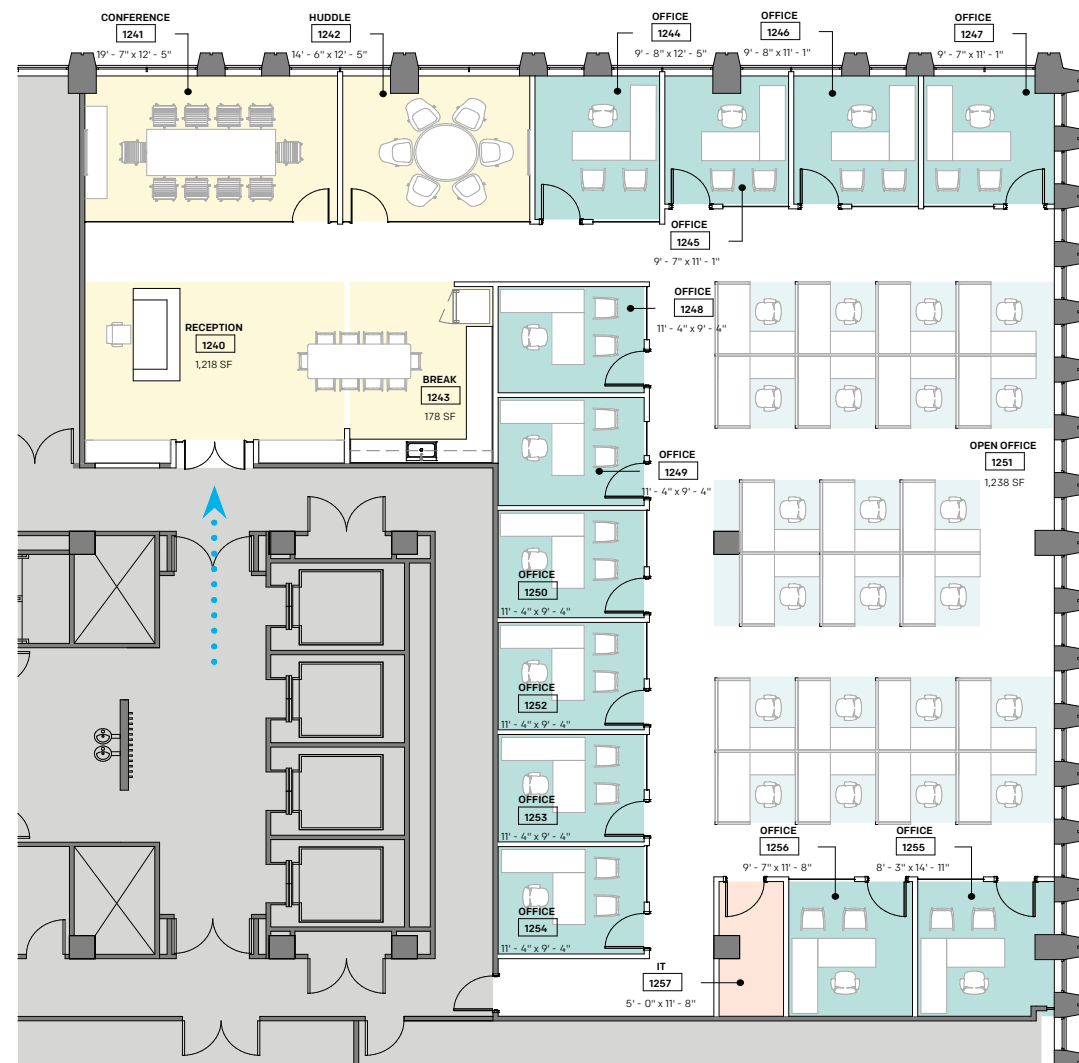 CONFERENCE
1241
19' - 7" x 12' - 5"
HUDDLE
1242
14' - 6" x 12' - 5"
OFFICE
1244
9' - 8" x 12' - 5"
OFFICE
1246
9' - 8" x 11' - 1"
OFFICE
1247
9' - 7" x 11' - 1"
OFFICE
1245
9' - 7" x 11' - 1"
RECEPTION
1240
1,218 SF
BREAK
1243
178 SF
OFFICE
1248
11' - 4" x 9' - 4"
OFFICE
1249
11' - 4" x 9' - 4"
OPEN OFFICE
1251
1,238 SF
OFFICE
1250
11' - 4" x 9' - 4"
OFFICE
1252
11' - 4" x 9' - 4"
OFFICE
1253
11' - 4" x 9' - 4"
OFFICE
1254
11' - 4" x 9' - 4"
OFFICE
1256
9' - 7" x 11' - 8"
OFFICE
1255
8' - 3" x 14' - 11"
IT
1257
5' - 0" x 11' - 8"